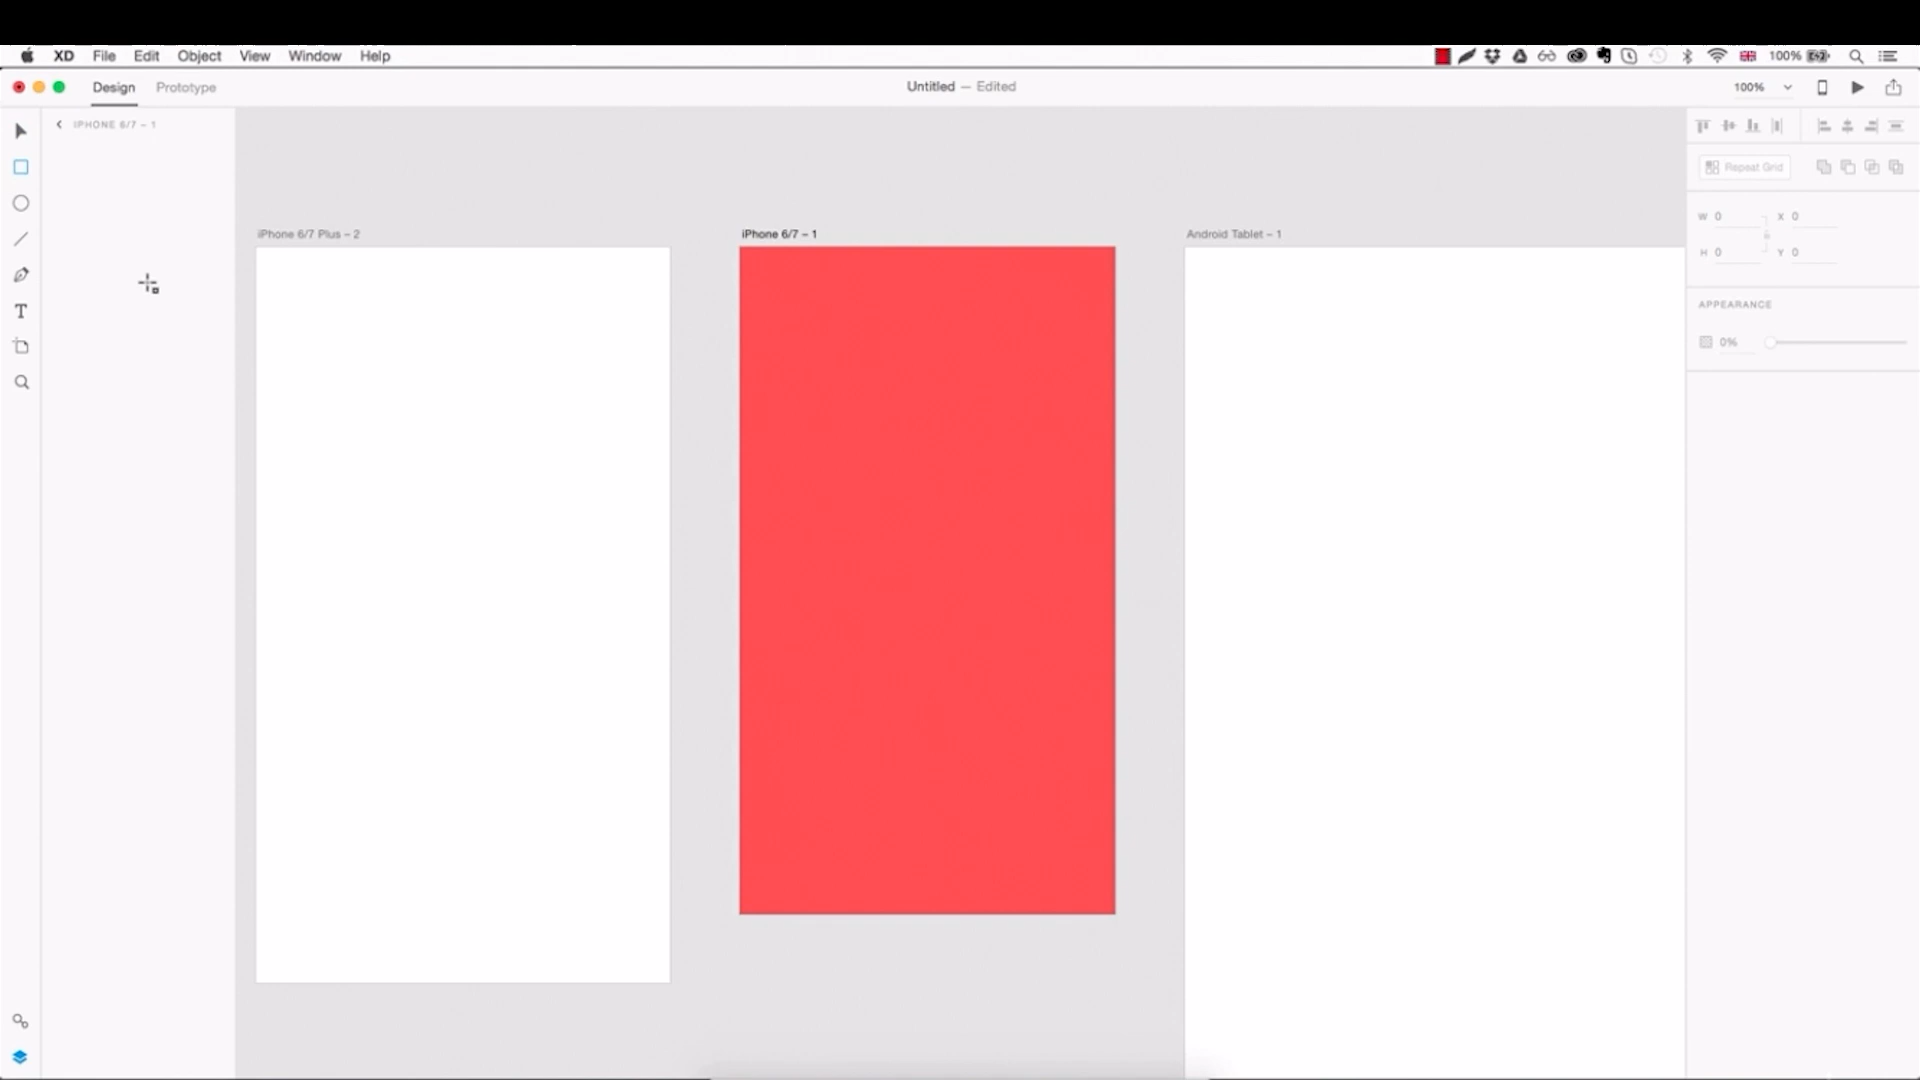 XD File Edit Object View Window Help 100%
Design Prototype Untitled — Edited 100%
IPHONE 6/7 – 1
Repeat Grid
W 0 X 0
iPhone 6/7 Plus – 2 iPhone 6/7 – 1 Android Tablet – 1
H 0 Y 0
APPEARANCE
T
0%